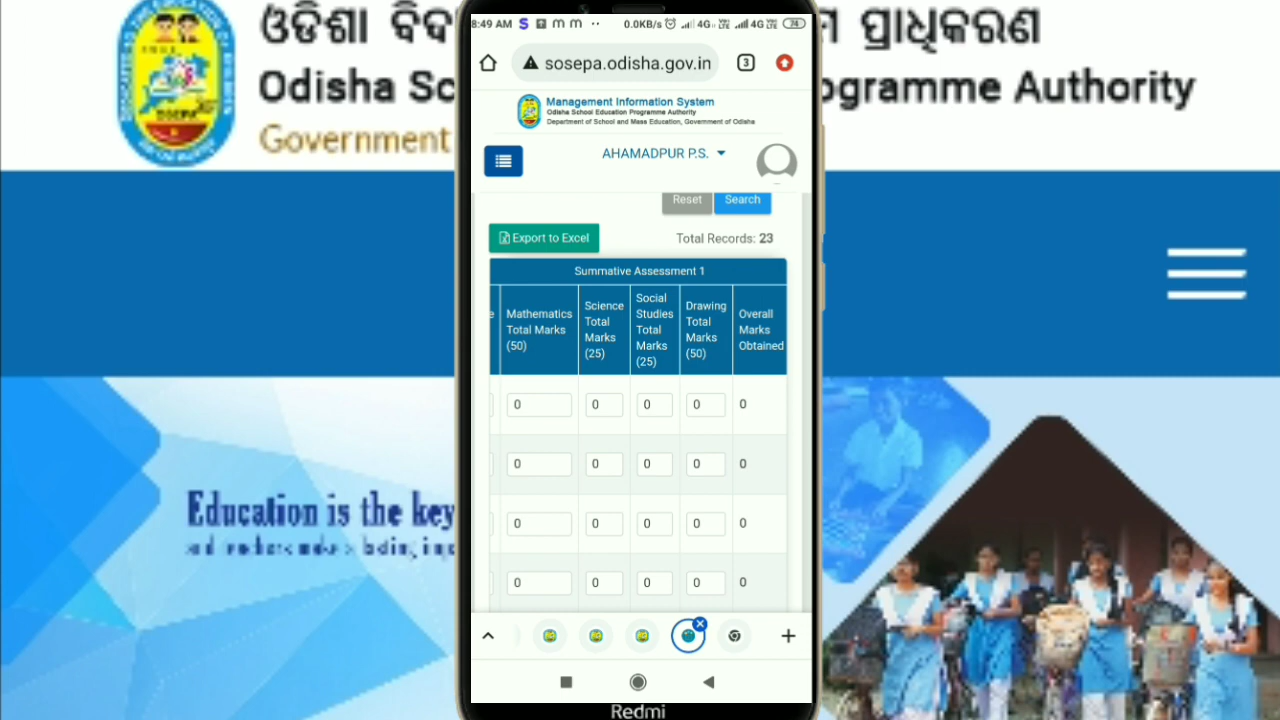 ଓଡିଶା
ପ୍ରାଧିକରଣ
Odisha
ogramme Authority
Government
8:49 AM
0.0KB/s
4G
4G
74
sosepa.odisha.gov.in
3
Management Information System
Odisha School Education Programme Authority
Department of School and Mass Education, Government of Odisha
AHAMADPUR P.S.
Reset Search
Export to Excel
Total Records: 23
Summative Assessment 1
Mathematics Total Marks (50)
Science Total Marks (25)
Social Studies Total Marks (25)
Drawing Total Marks (50)
Overall Marks Obtained
0 0 0 0 0
0 0 0 0 0
0 0 0 0 0
0 0 0 0 0
Education is the key
Redmi